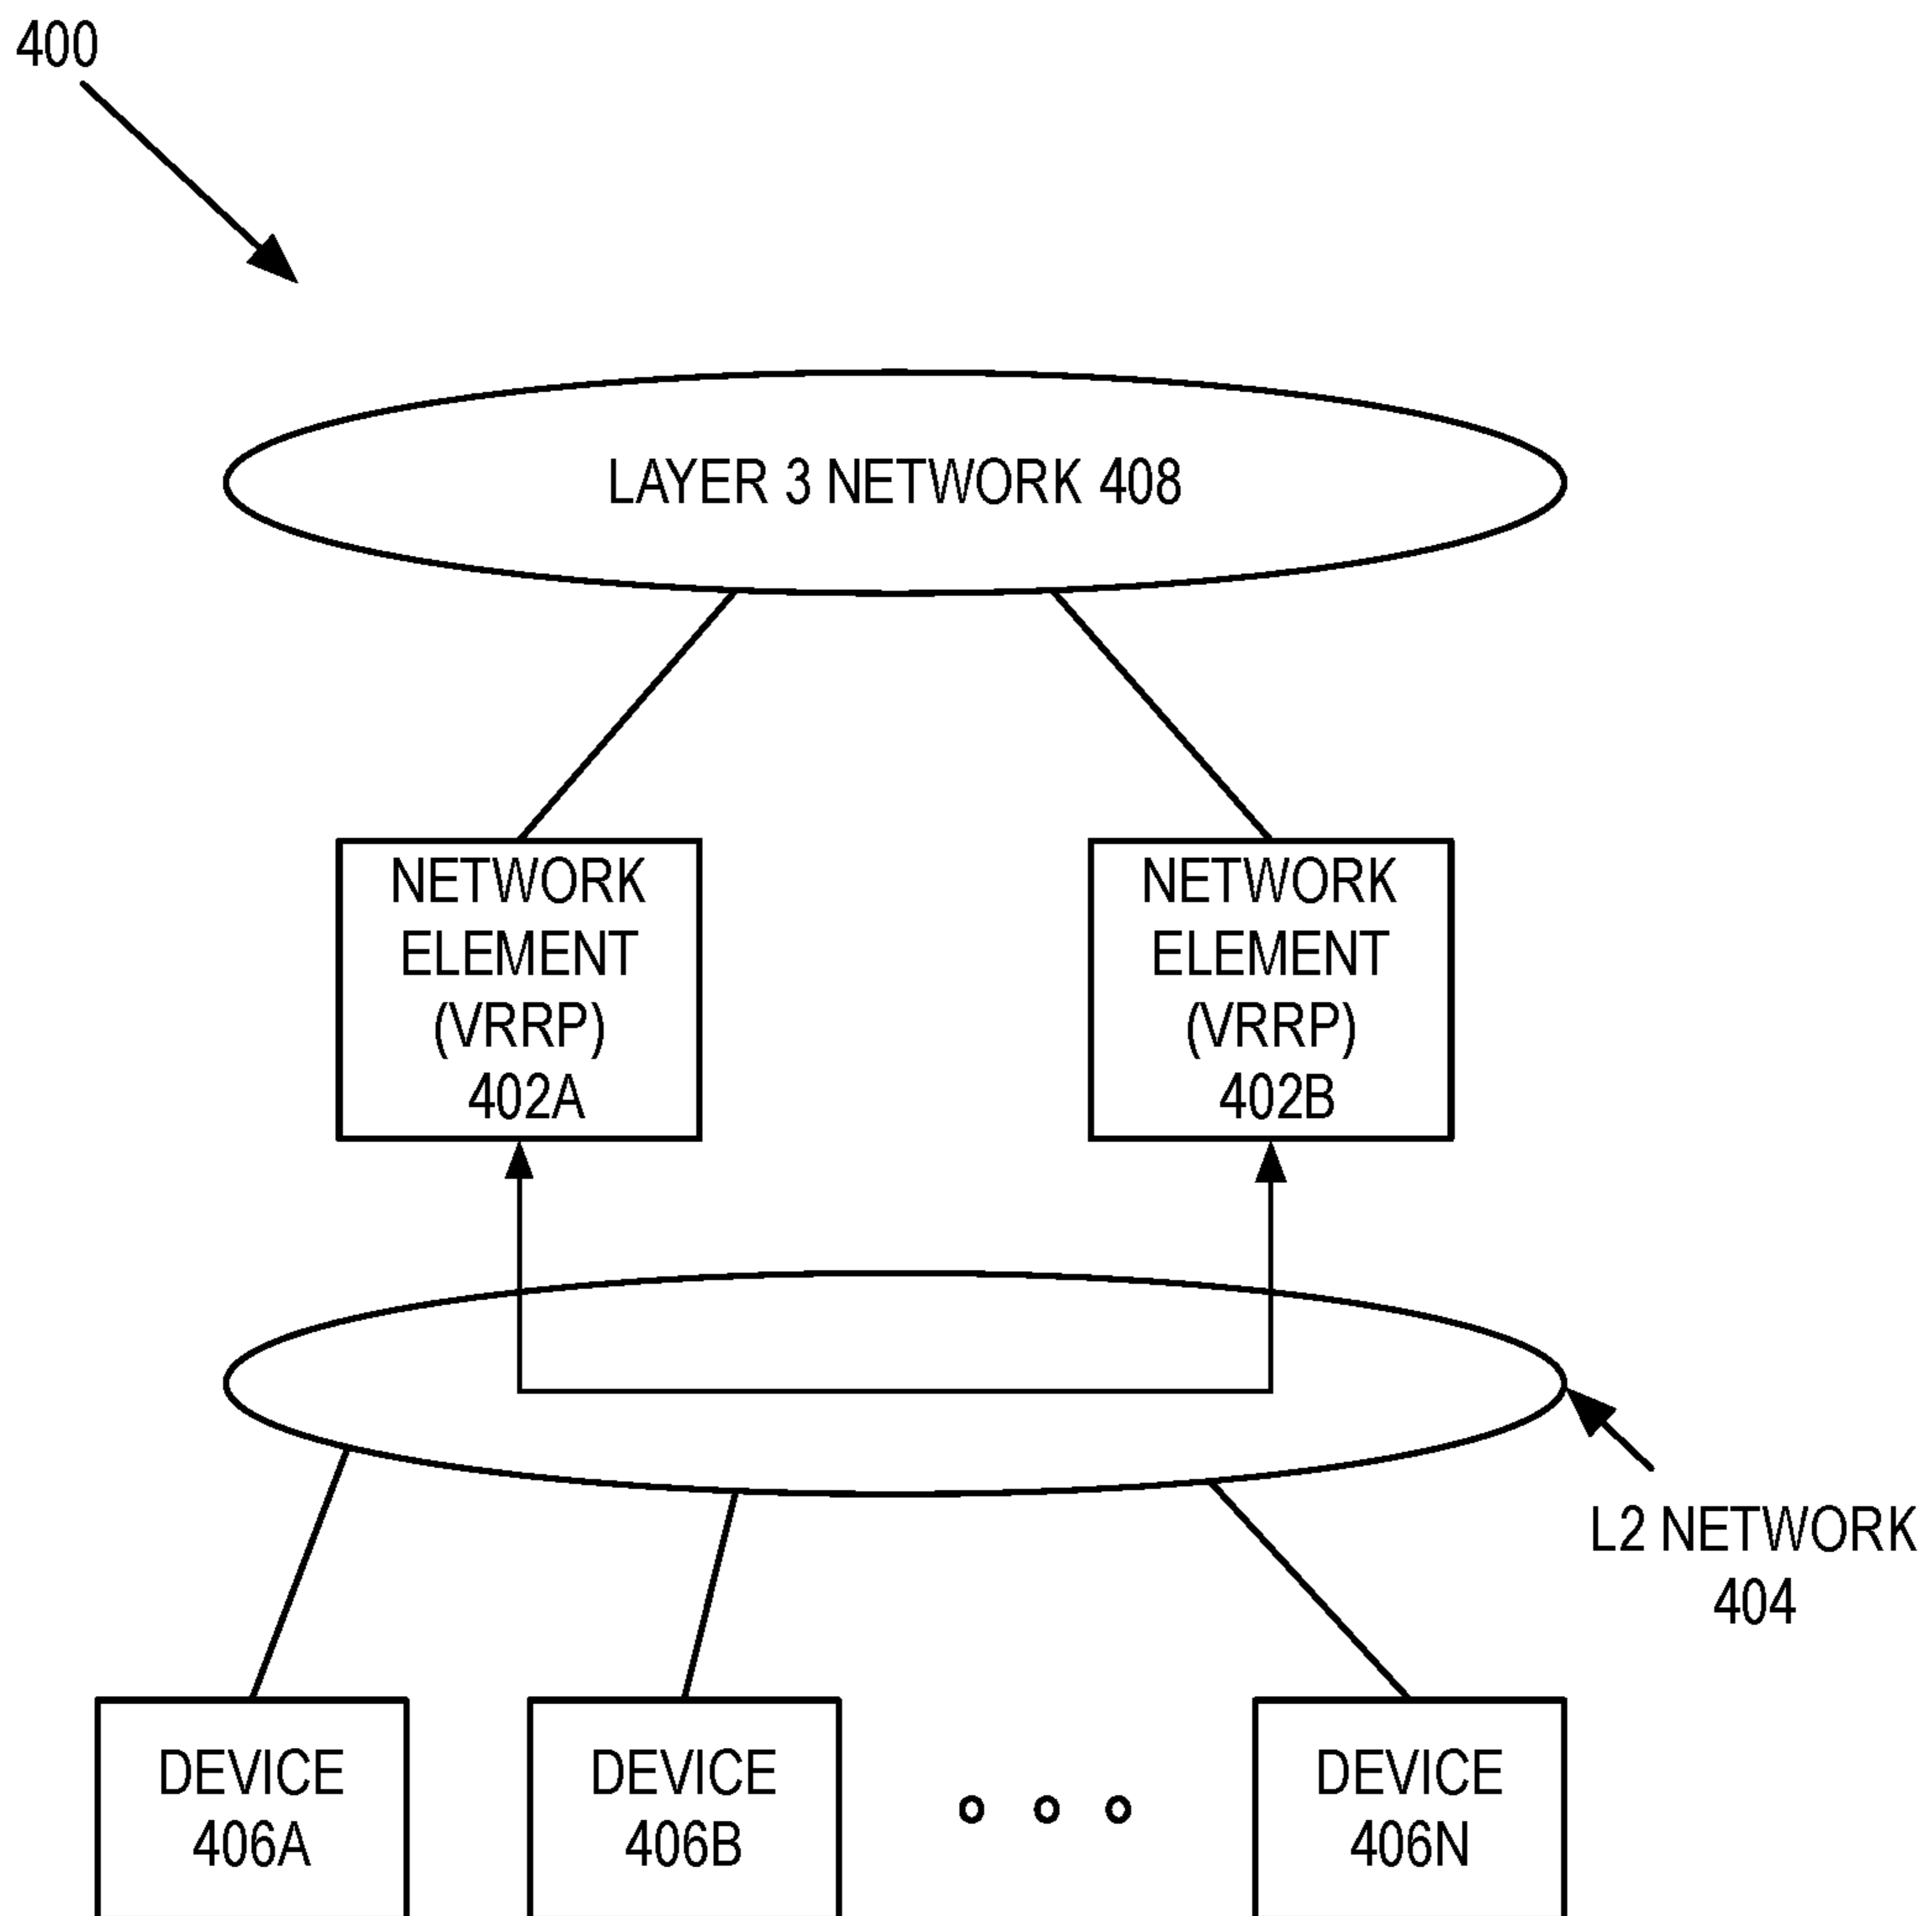 400
LAYER 3 NETWORK 408
NETWORK
ELEMENT
(VRRP)
402A
NETWORK
ELEMENT
(VRRP)
402B
L2 NETWORK
404
DEVICE
406A
DEVICE
406B
DEVICE
406N